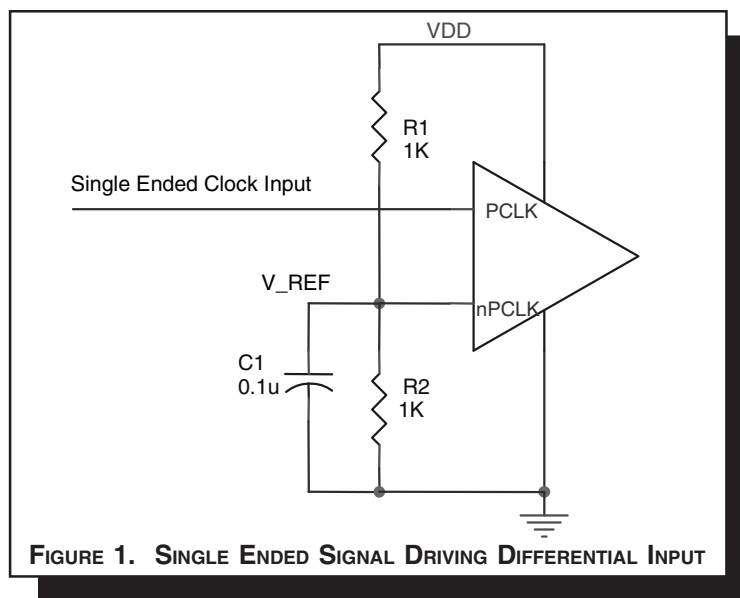 VDD
R1
1K
Single Ended Clock Input
PCLK
V_REF
nPCLK
C1
0.1u
R2
1K
FIGURE 1. SINGLE ENDED SIGNAL DRIVING DIFFERENTIAL INPUT